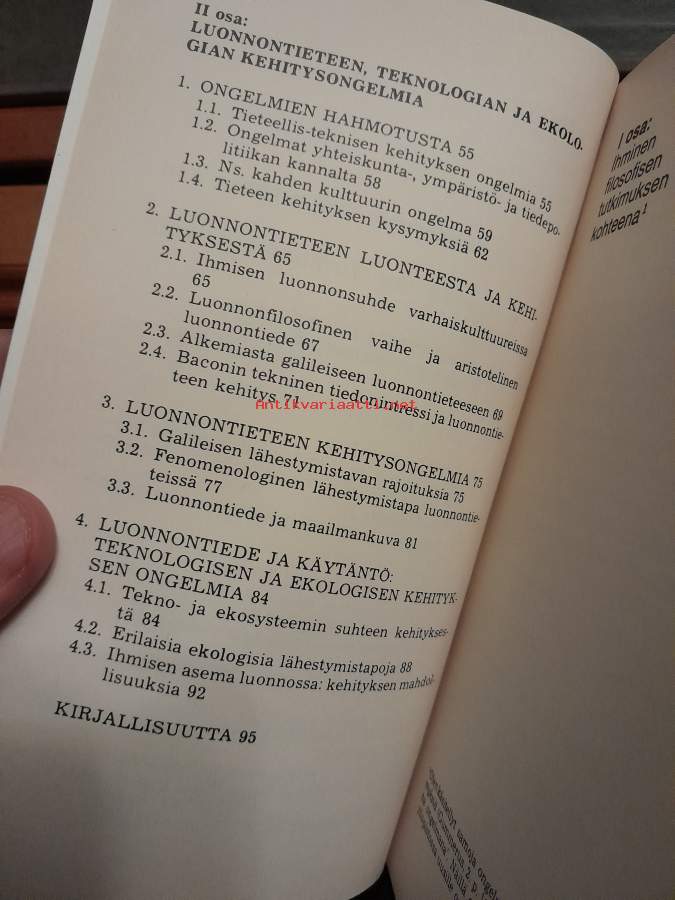 II osa:
LUONNONTIETEEN, TEKNOLOGIAN JA EKOLO-
GIAN KEHITYSONGELMIA
1. ONGELMIEN HAHMOTUSTA 55
1.1. Tieteellis-teknisen kehityksen ongelmia 55
1.2. Ongelmat yhteiskunta-, ympäristö- ja tiedepo-
litiikan kannalta 58
1.3. Ns. kahden kulttuurin ongelma 59
1.4. Tieteen kehityksen kysymyksiä 62
2. LUONNONTIETEEN LUONTEESTA JA KEHI-
TYKSESTÄ 65
2.1. Ihmisen luonnonsuhde varhaiskulttuureissa
65
2.2. Luonnonfilosofinen vaihe ja aristotelinen
luonnontiede 67
2.3. Alkemiasta galileiseen luonnontieteeseen 69
2.4. Baconin tekninen tiedonintressi ja luonnontie-
teen kehitys 71
Antikvariaatti.net
3. LUONNONTIETEEN KEHITYSONGELMIA 75
3.1. Galileisen lähestymistavan rajoituksia 75
3.2. Fenomenologinen lähestymistapa luonnontie-
teissä 77
3.3. Luonnontiede ja maailmankuva 81
4. LUONNONTIEDE JA KÄYTÄNTÖ:
TEKNOLOGISEN JA EKOLOGISEN KEHITYK-
SEN ONGELMIA 84
4.1. Tekno- ja ekosysteemin suhteen kehitykses-
tä 84
4.2. Erilaisia ekologisia lähestymistapoja 88
4.3. Ihmisen asema luonnossa: kehityksen mahdol-
lisuuksia 92
KIRJALLISUUTTA 95
I osa:
Ihminen
filosofisen
tutkimuksen
kohteena¹
samoja